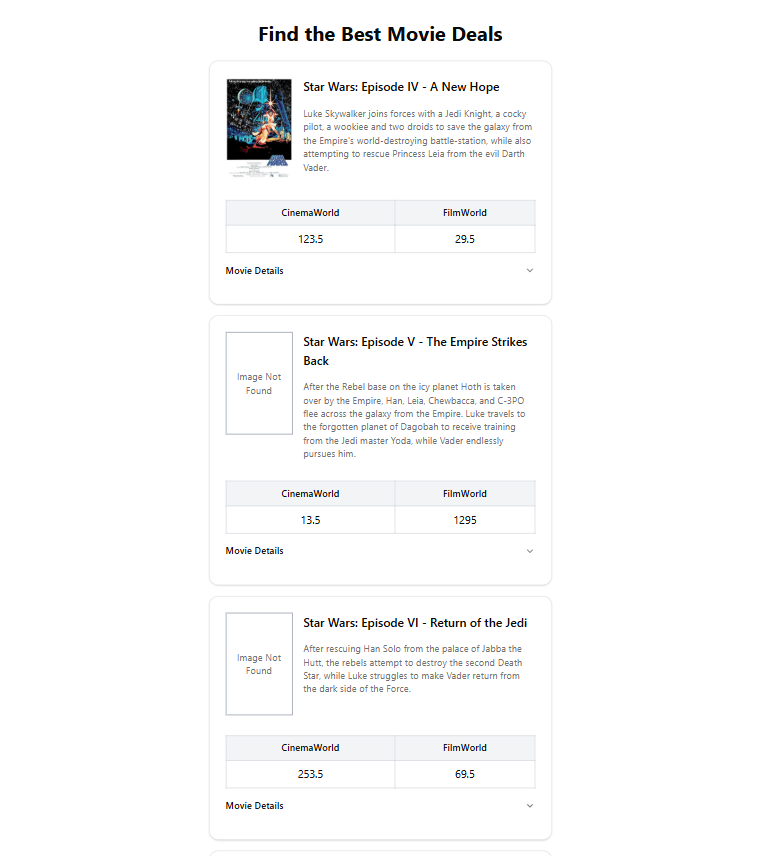 Find the Best Movie Deals
Star Wars: Episode IV - A New Hope
Luke Skywalker joins forces with a Jedi Knight, a cocky
pilot, a wookiee and two droids to save the galaxy from
the Empire's world-destroying battle-station, while also
attempting to rescue Princess Leia from the evil Darth
Vader.
CinemaWorld FilmWorld
123.5 29.5
Movie Details
Star Wars: Episode V - The Empire Strikes
Back
Image Not
Found
After the Rebel base on the icy planet Hoth is taken
over by the Empire, Han, Leia, Chewbacca, and C-3PO
flee across the galaxy from the Empire. Luke travels to
the forgotten planet of Dagobah to receive training
from the Jedi master Yoda, while Vader endlessly
pursues him.
CinemaWorld FilmWorld
13.5 1295
Movie Details
Star Wars: Episode VI - Return of the Jedi
Image Not
Found
After rescuing Han Solo from the palace of Jabba the
Hutt, the rebels attempt to destroy the second Death
Star, while Luke struggles to make Vader return from
the dark side of the Force.
CinemaWorld FilmWorld
253.5 69.5
Movie Details